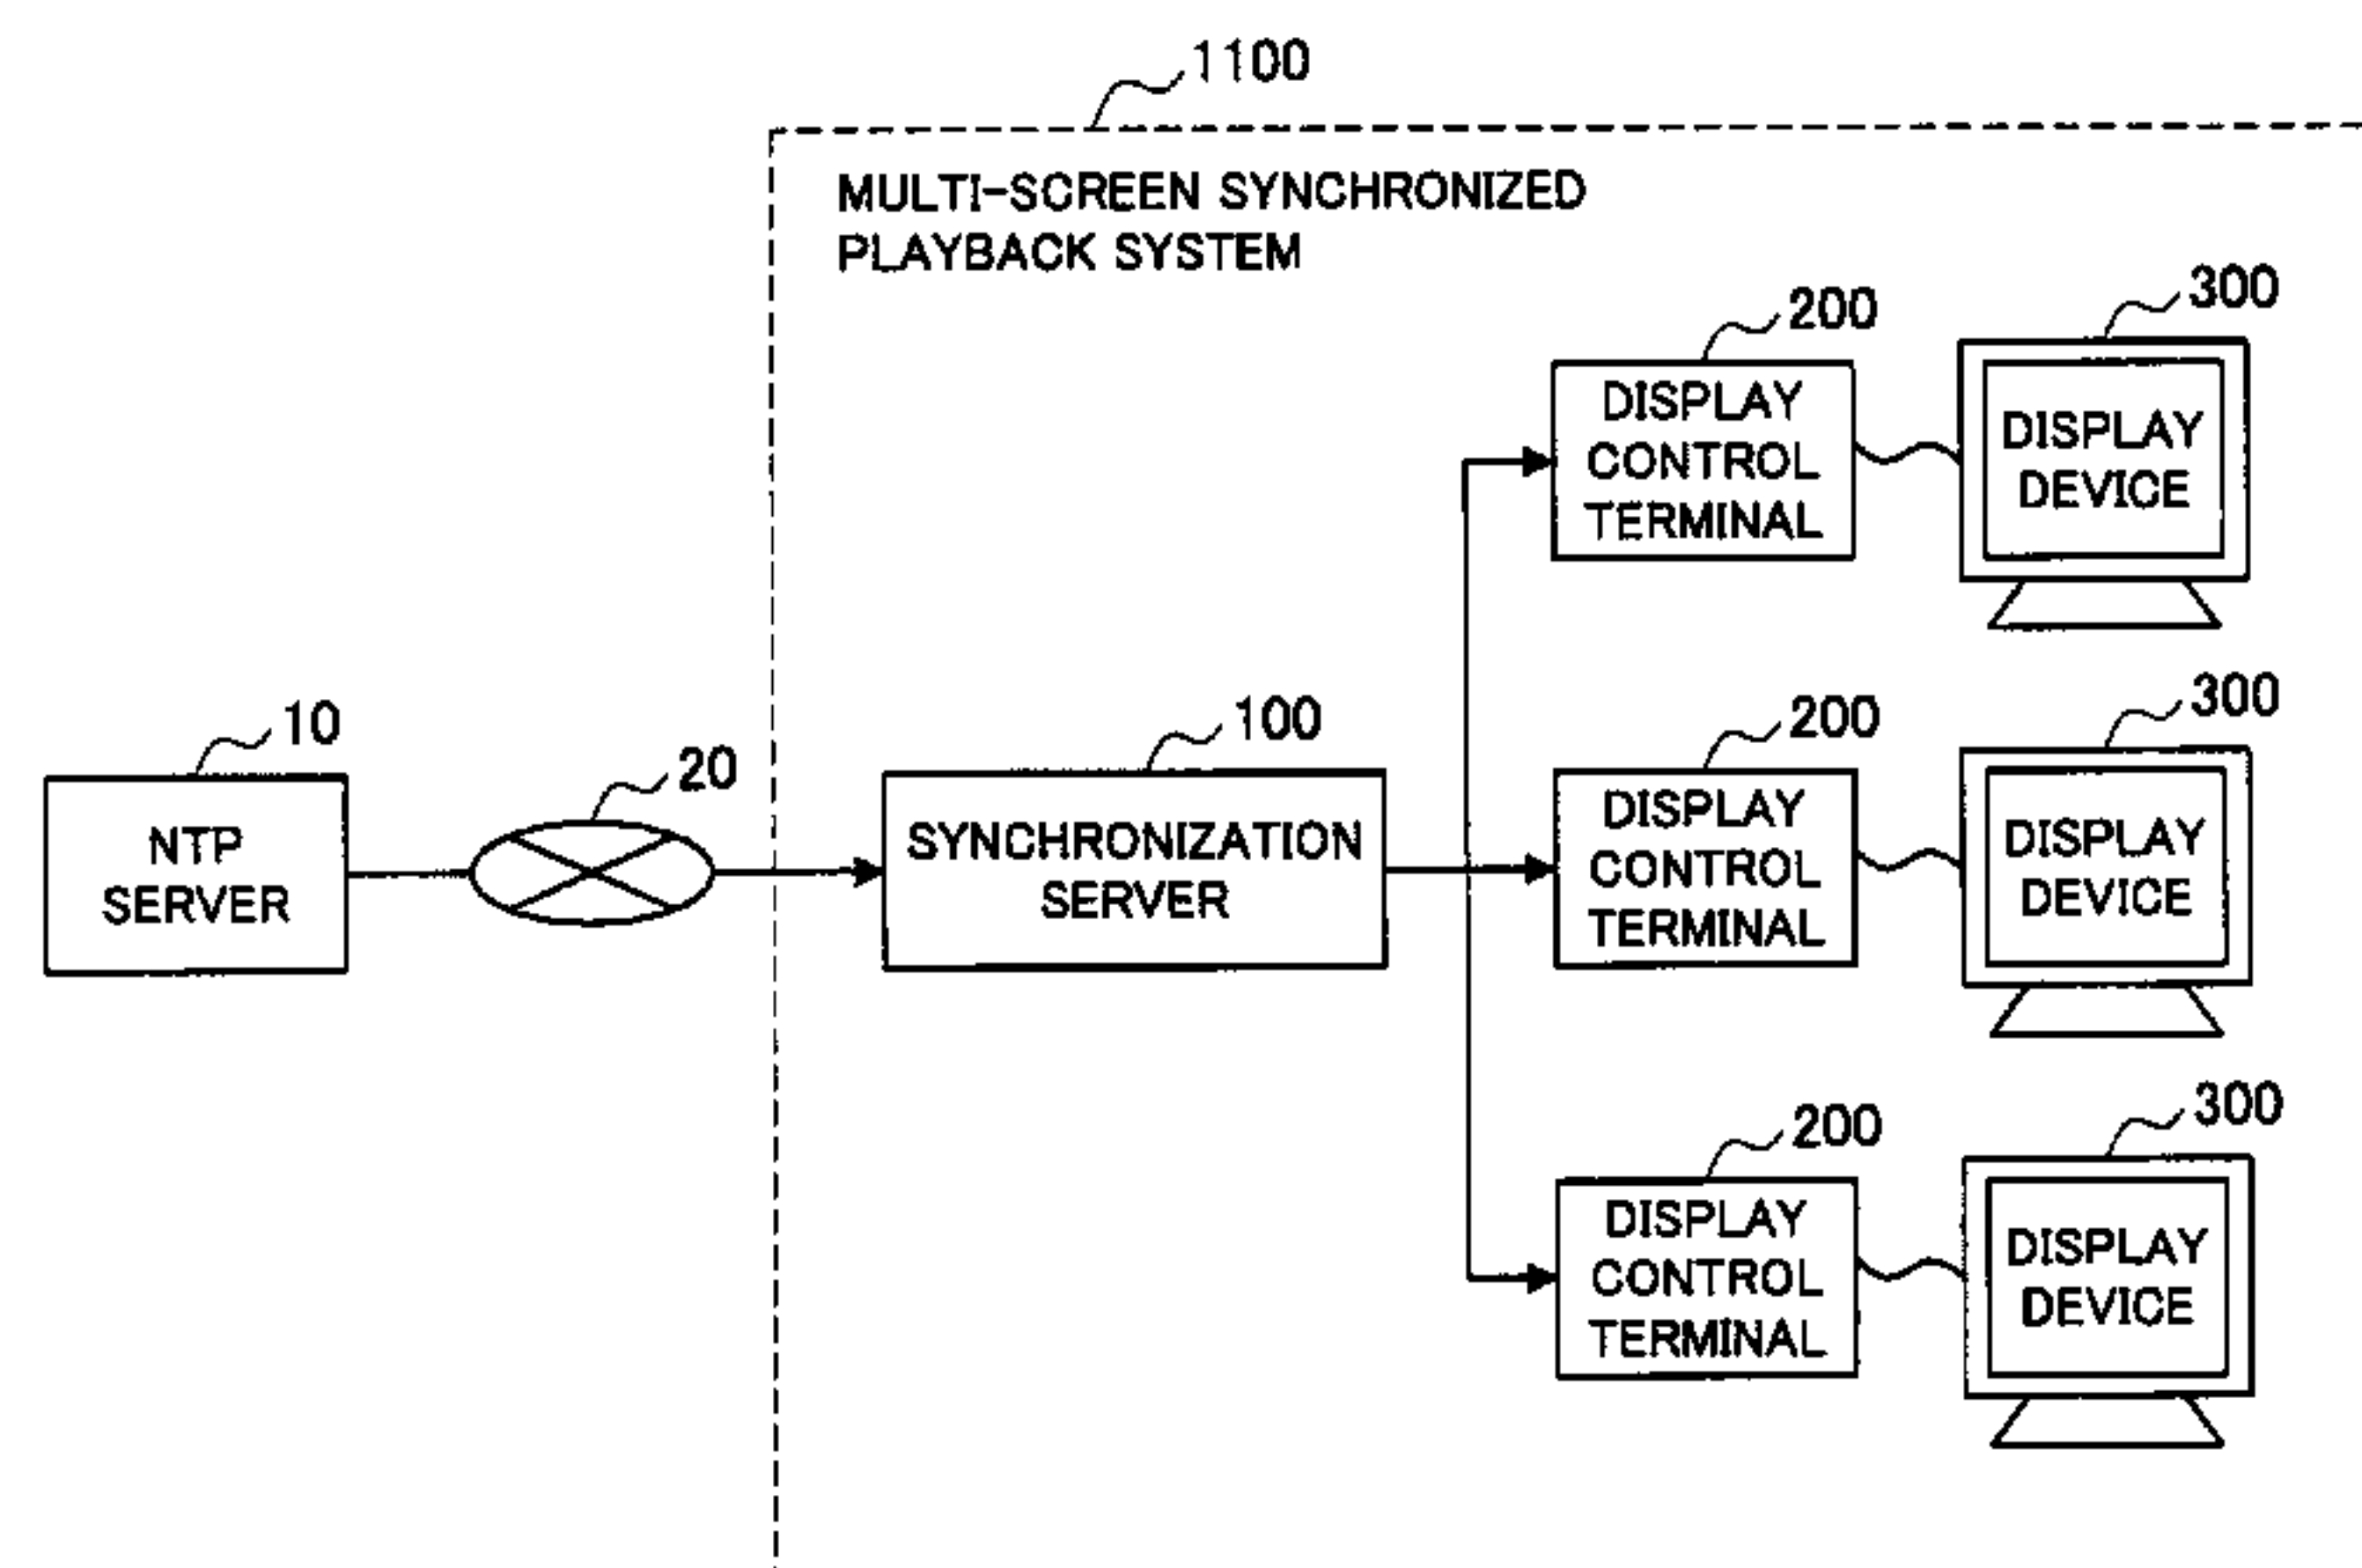 1100
MULTI-SCREEN SYNCHRONIZED
PLAYBACK SYSTEM
200
300
DISPLAY
CONTROL
TERMINAL
DISPLAY
DEVICE
10
NTP
SERVER
20
100
SYNCHRONIZATION
SERVER
200
300
DISPLAY
CONTROL
TERMINAL
DISPLAY
DEVICE
200
300
DISPLAY
CONTROL
TERMINAL
DISPLAY
DEVICE